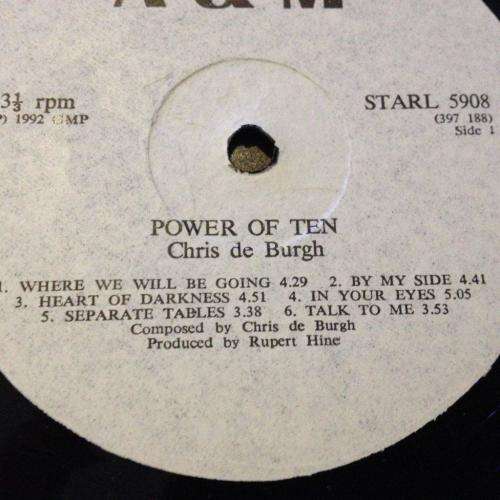 A & M
3⅓ rpm
STARL 5908
P) 1992 GMP
(397 188)
Side 1
POWER OF TEN
Chris de Burgh
1. WHERE WE WILL BE GOING 4.29 2. BY MY SIDE 4.41
3. HEART OF DARKNESS 4.51 4. IN YOUR EYES 5.05
5. SEPARATE TABLES 3.38 6. TALK TO ME 3.53
Composed by Chris de Burgh
Produced by Rupert Hine